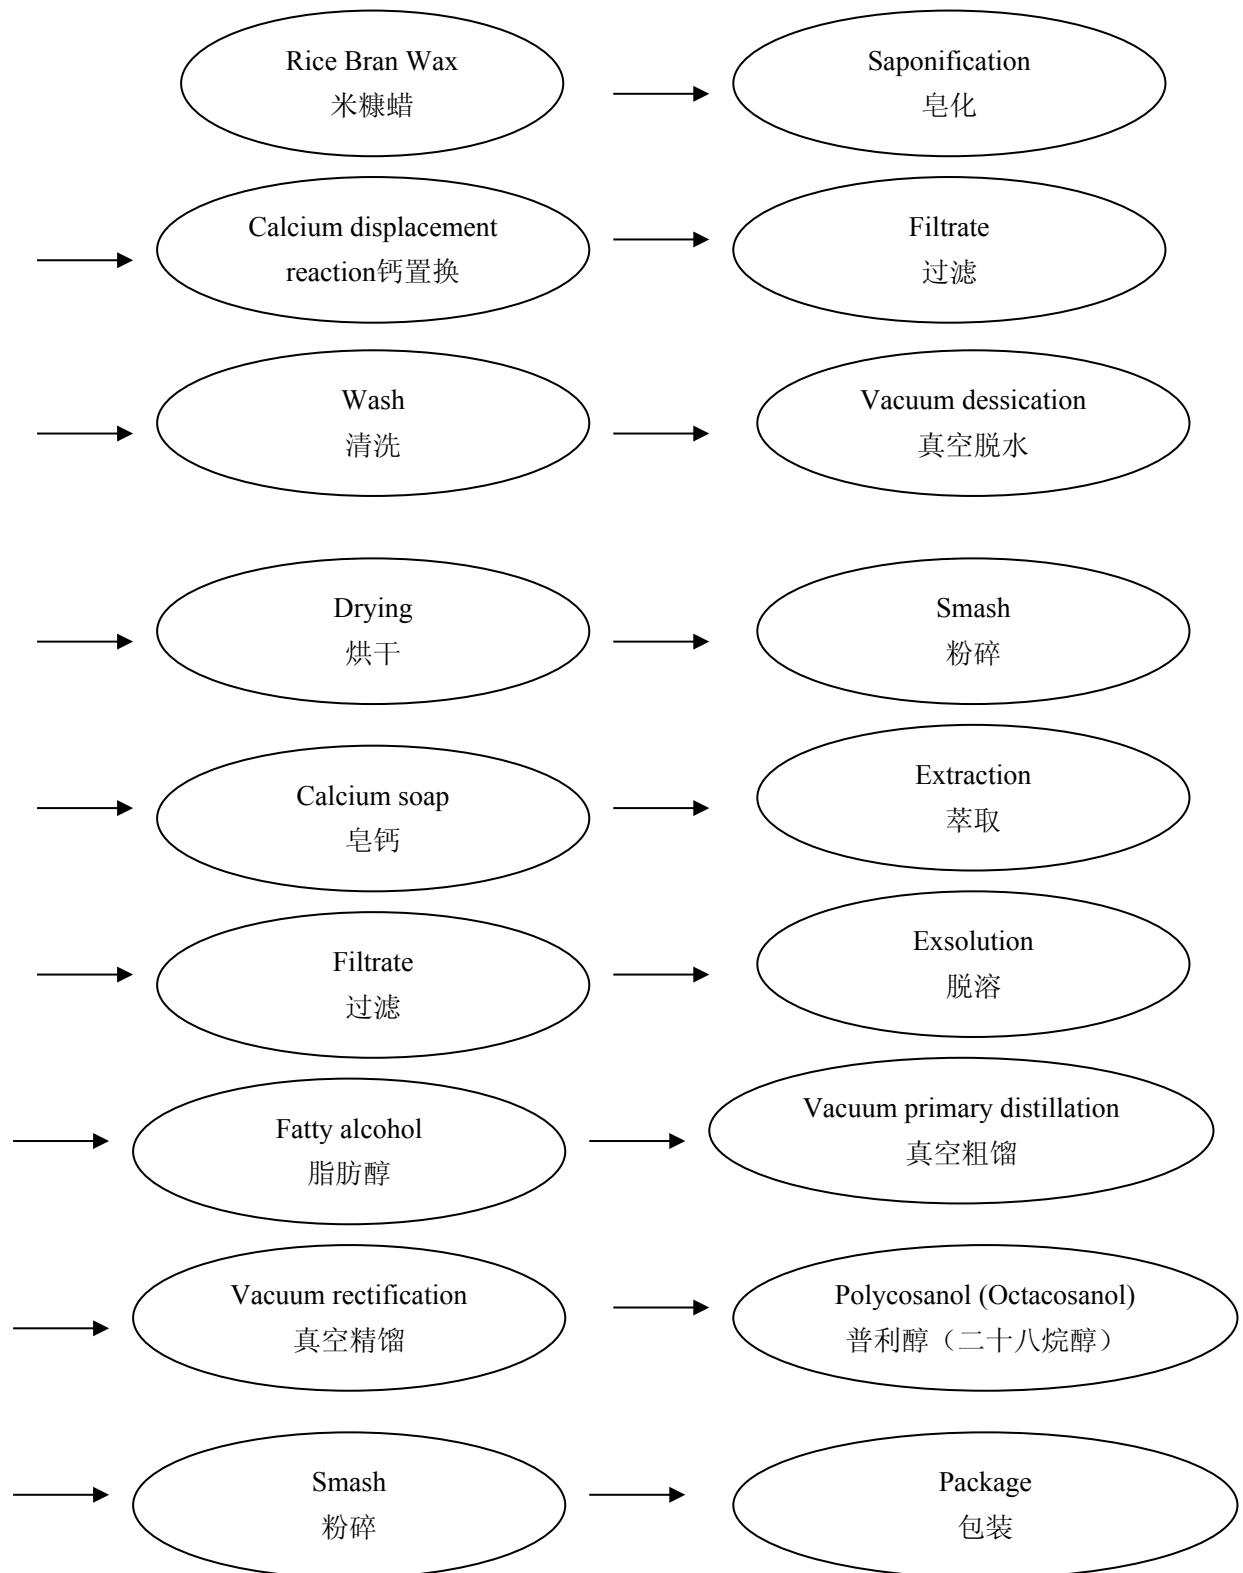 Rice Bran Wax
米糠蜡
Saponification
皂化
Calcium displacement
reaction钙置换
Filtrate
过滤
Wash
清洗
Vacuum dessication
真空脱水
Drying
烘干
Smash
粉碎
Calcium soap
皂钙
Extraction
萃取
Filtrate
过滤
Exsolution
脱溶
Fatty alcohol
脂肪醇
Vacuum primary distillation
真空粗馏
Vacuum rectification
真空精馏
Polycosanol (Octacosanol)
普利醇（二十八烷醇）
Smash
粉碎
Package
包装